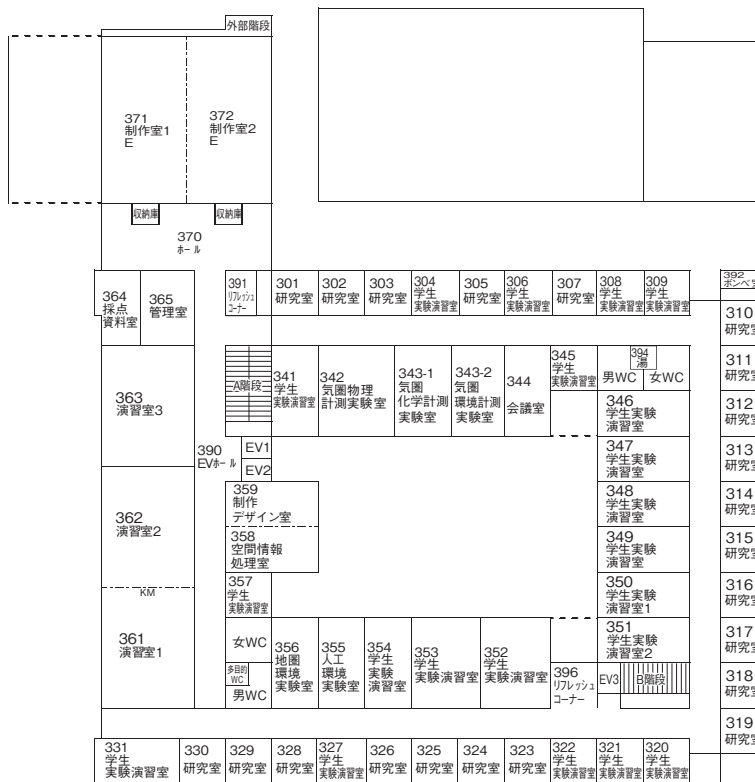 外部階段
371
制作室1
E
372
制作室2
E
収納庫
収納庫
370
ホール
364
採点
資料室
365
管理室
391
リフレッシュ
コーナー
301
研究室
302
研究室
303
研究室
304
学生
実験演習室
305
研究室
306
学生
実験演習室
307
研究室
308
学生
実験演習室
309
学生
実験演習室
392
ボンベ室
310
研究室
311
研究室
312
研究室
313
研究室
314
研究室
315
研究室
316
研究室
317
研究室
318
研究室
319
研究室
363
演習室3
A階段
341
学生
実験演習室
342
気圏物理
計測実験室
343-1
気圏
化学計測
実験室
343-2
気圏
環境計測
実験室
344
会議室
345
学生
実験演習室
394
湯
男WC
女WC
346
学生実験
演習室
347
学生実験
演習室
348
学生実験
演習室
349
学生実験
演習室
350
学生実験
演習室1
351
学生実験
演習室2
390
EVホール
EV1
EV2
359
制作
デザイン室
358
空間情報
処理室
357
学生
実験演習室
362
演習室2
KM
361
演習室1
女WC
多目的
WC
男WC
356
地圏
環境
実験室
355
人工
環境
実験室
354
学生
実験
演習室
353
学生
実験演習室
352
学生
実験演習室
396
リフレッシュ
コーナー
EV3
B階段
331
学生
実験演習室
330
研究室
329
研究室
328
研究室
327
学生
実験演習室
326
研究室
325
研究室
324
研究室
323
研究室
322
学生
実験演習室
321
学生
実験演習室
320
学生
実験演習室